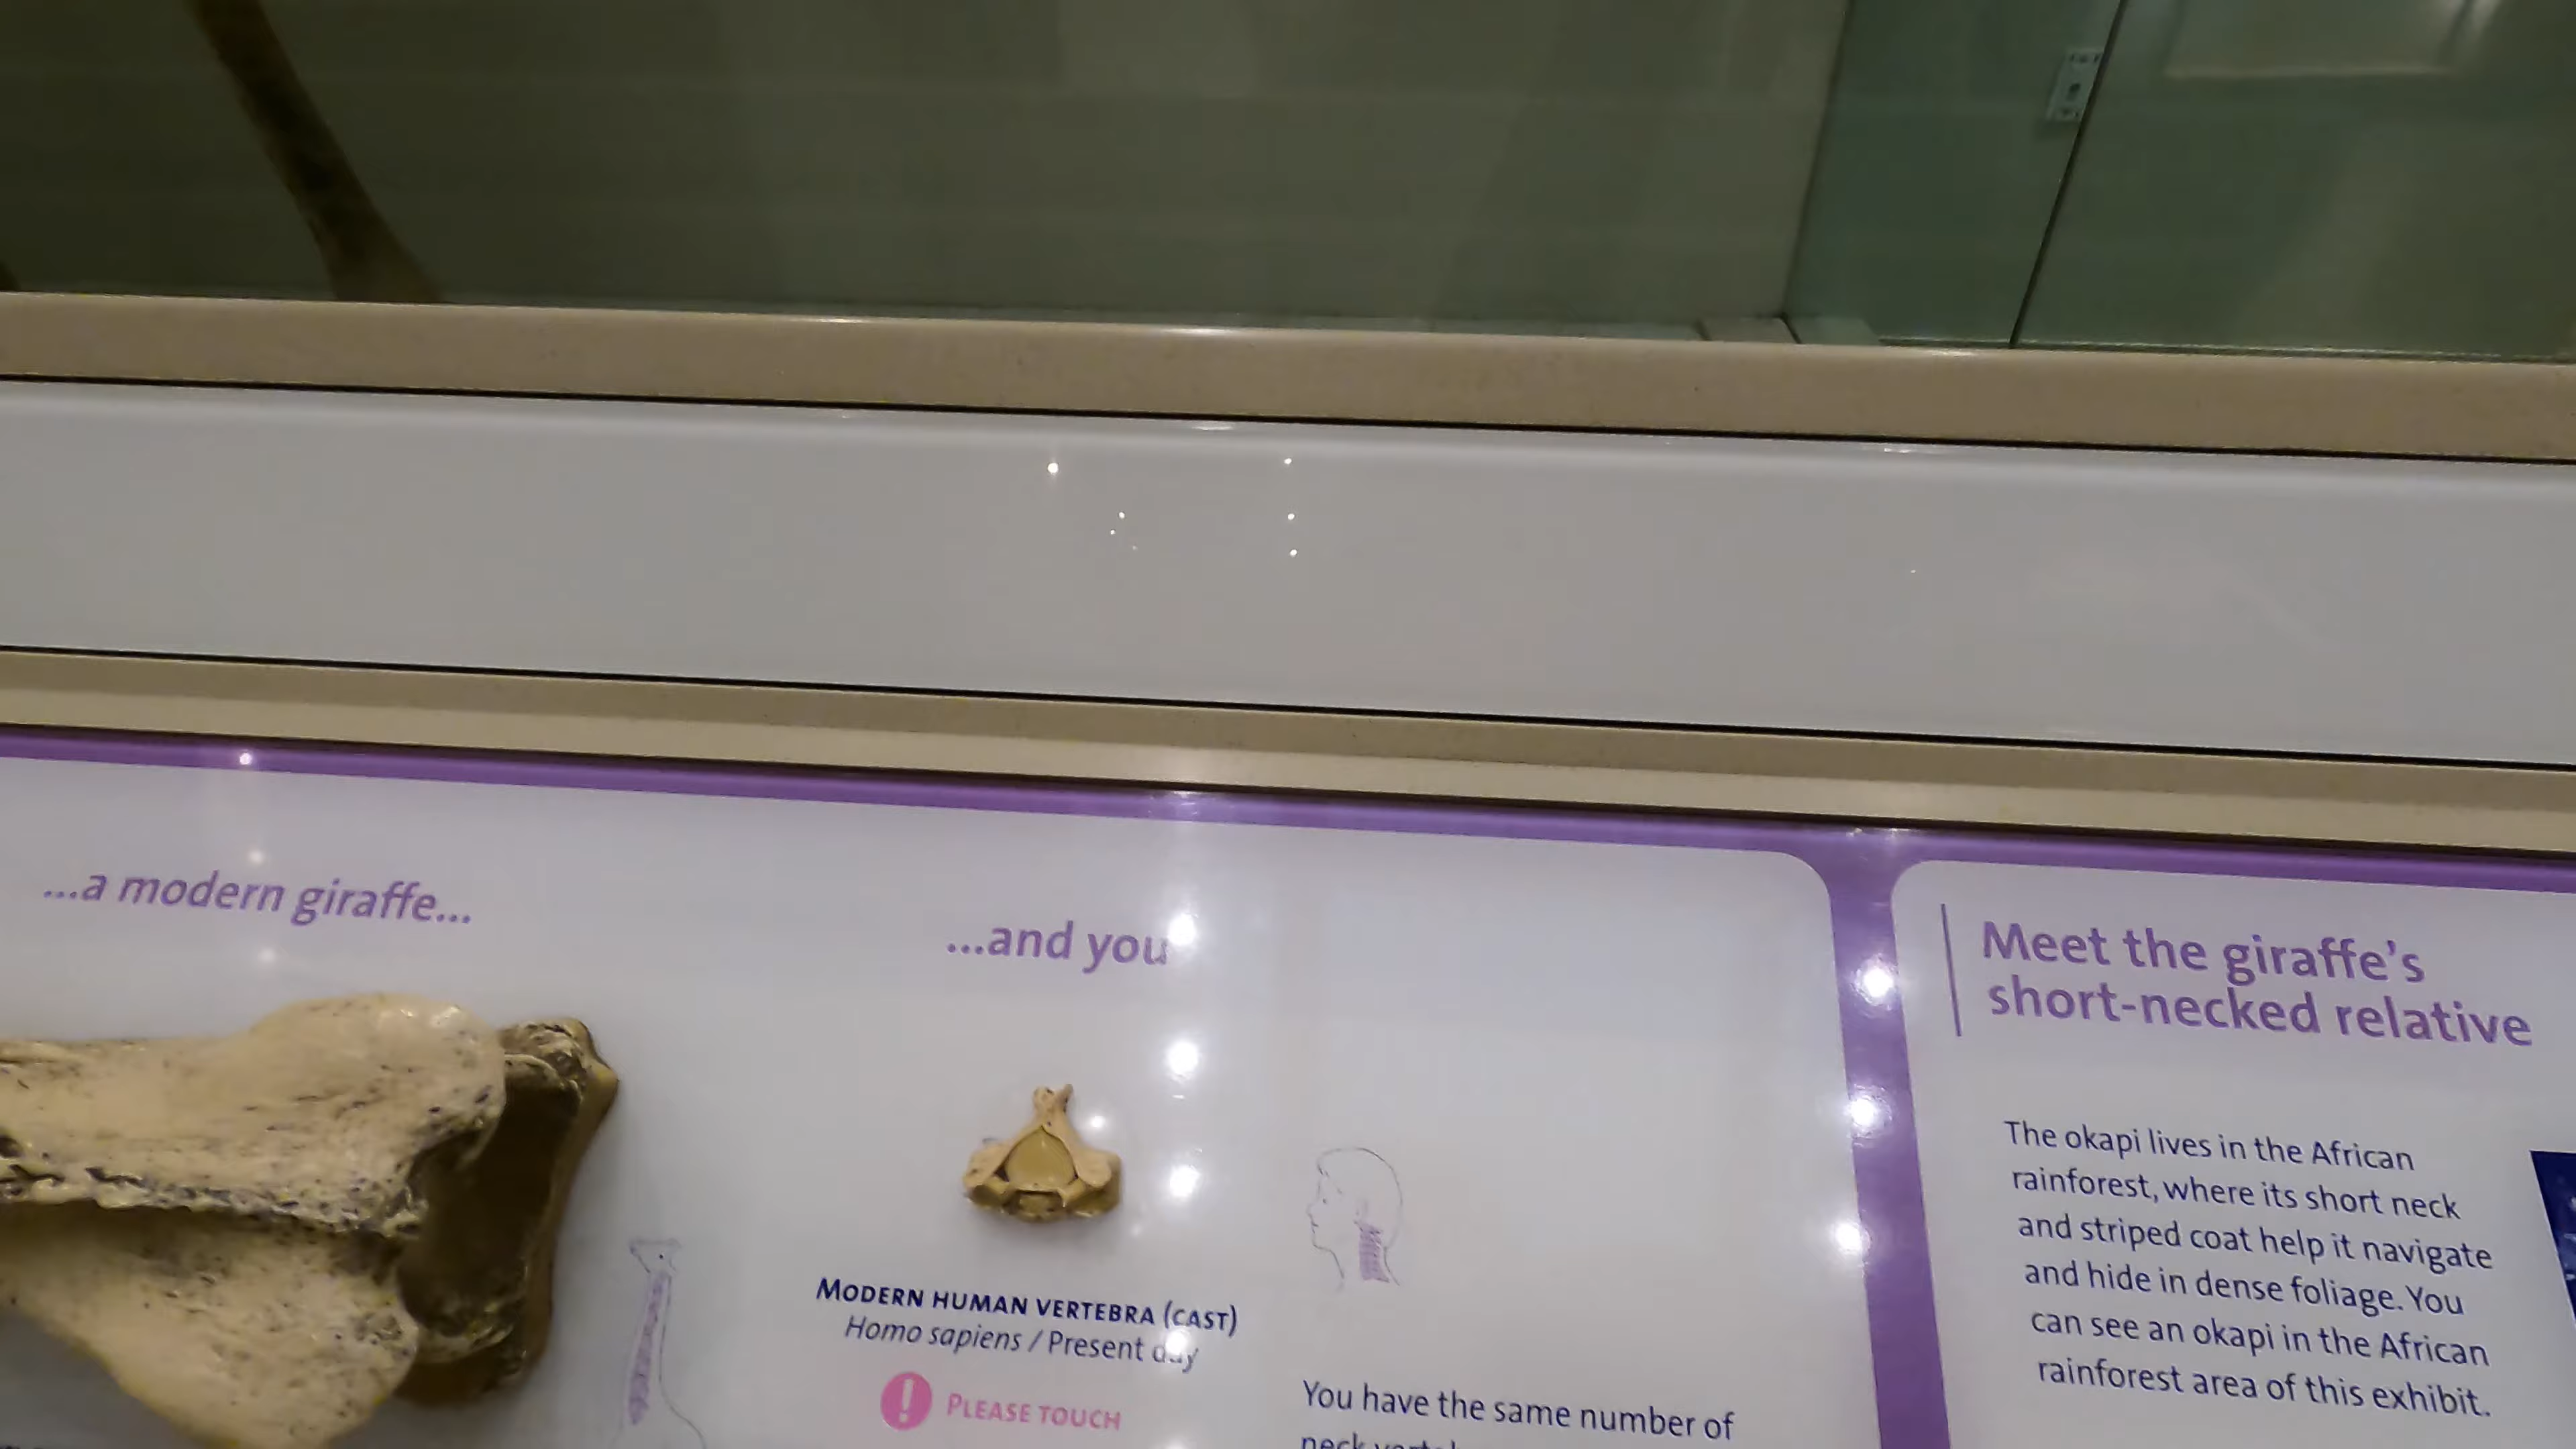 ...a modern giraffe...
...and you
MODERN HUMAN VERTEBRA (CAST)
Homo sapiens / Present day
PLEASE TOUCH
You have the same number of
neck
Meet the giraffe's
short-necked relative
The okapi lives in the African
rainforest, where its short neck
and striped coat help it navigate
and hide in dense foliage. You
can see an okapi in the African
rainforest area of this exhibit.